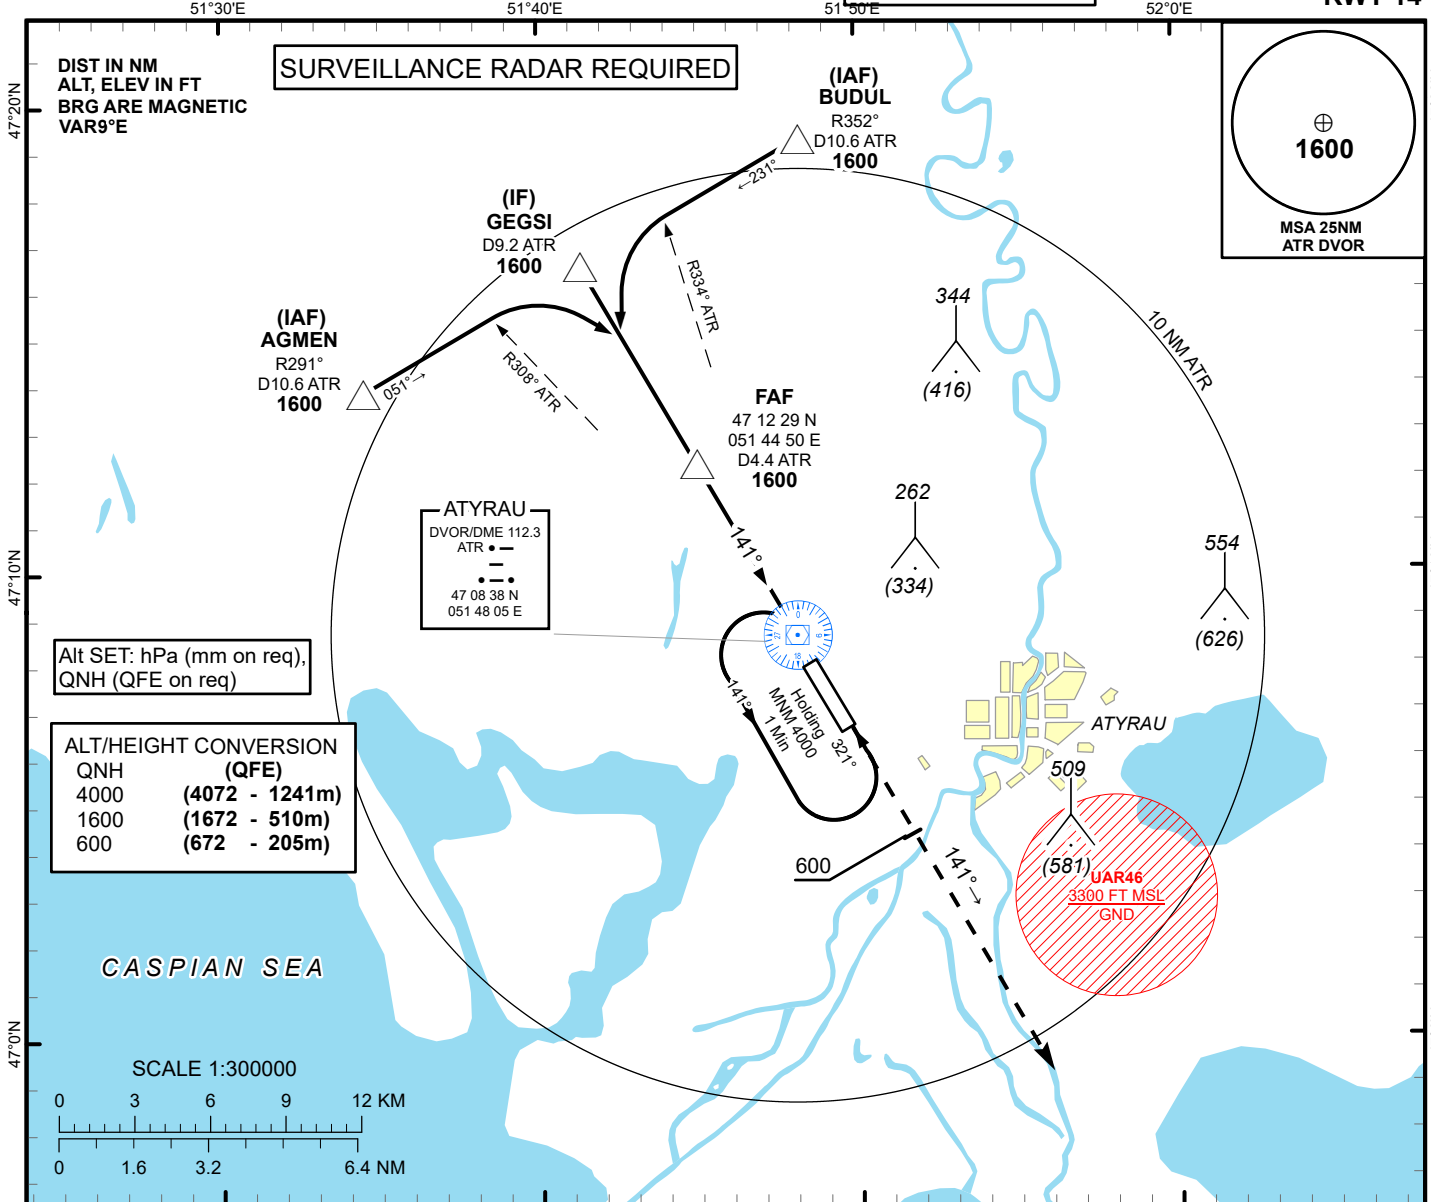 51°30'E
51°40'E
51°50'E
52°0'E
RWY 14
DIST IN NM
ALT, ELEV IN FT
BRG ARE MAGNETIC
VAR9°E
SURVEILLANCE RADAR REQUIRED
(IAF)
BUDUL
R352°
D10.6 ATR
1600
←231°
1600
MSA 25NM
ATR DVOR
47°20'N
(IF)
GEGSI
D9.2 ATR
1600
R334° ATR
(IAF)
AGMEN
R291°
D10.6 ATR
1600
051°→
R308° ATR
344
(416)
10 NM ATR
FAF
47 12 29 N
051 44 50 E
D4.4 ATR
1600
262
(334)
554
(626)
ATYRAU
DVOR/DME 112.3
ATR
47 08 38 N
051 48 05 E
141°
47°10'N
0
9
18
27
Alt SET: hPa (mm on req),
QNH (QFE on req)
141°
Holding
MNM 4000
1 Min
321°
ATYRAU
ALT/HEIGHT CONVERSION
QNH (QFE)
4000 (4072 - 1241m)
1600 (1672 - 510m)
600 (672 - 205m)
509
(581)
600
141° →
UAR46
3300 FT MSL
GND
CASPIAN SEA
47°0'N
SCALE 1:300000
0 3 6 9 12 KM
0 1.6 3.2 6.4 NM